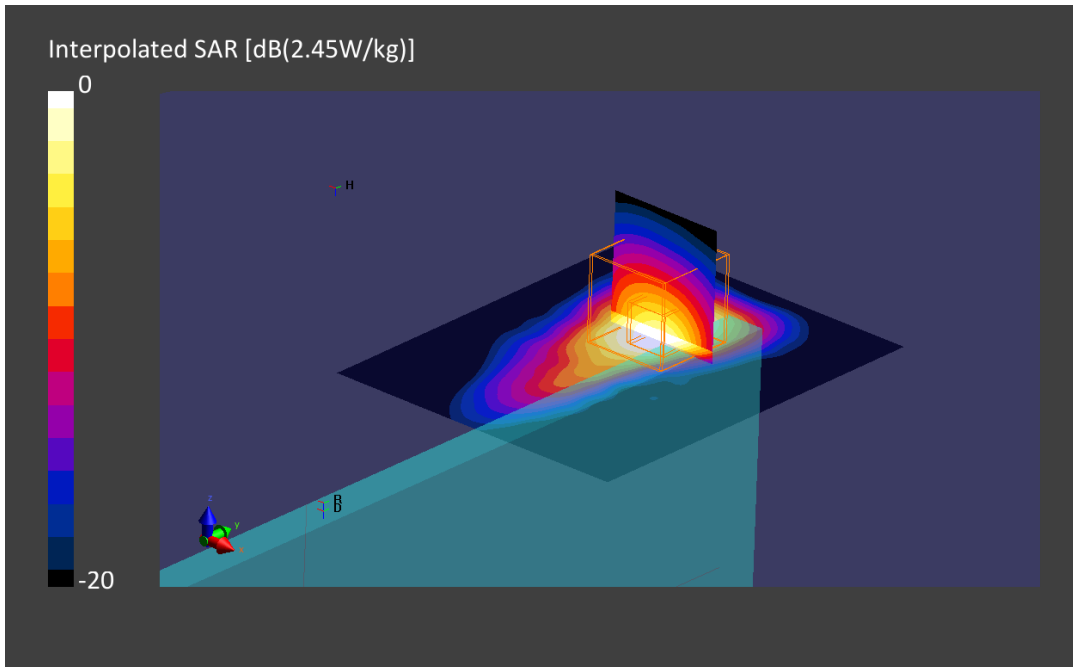 Interpolated SAR [dB(2.45W/kg)]
0
H
R
D
z
y
x
-20